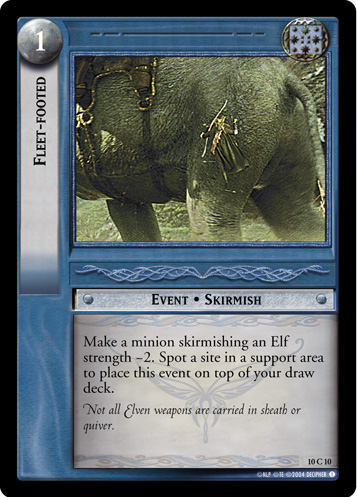 1
Fleet-footed
Event • Skirmish
Make a minion skirmishing an Elf
strength –2. Spot a site in a support area
to place this event on top of your draw
deck.
Not all Elven weapons are carried in sheath or
quiver.
10 C 10
©NLP ™TE ©2004 DECIPHER